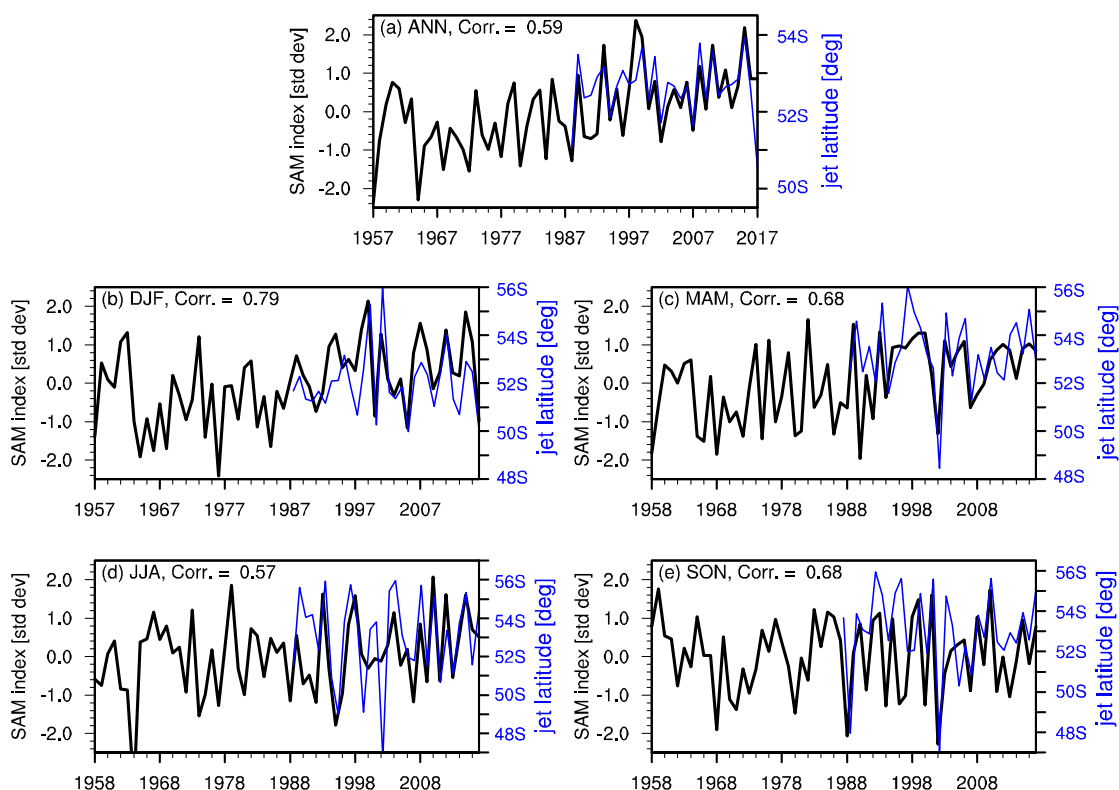 (a) ANN, Corr. = 0.59
SAM index [std dev]
2.0
1.0
0.0
-1.0
-2.0
54S
52S
50S
jet latitude [deg]
1957 1967 1977 1987 1997 2007 2017
(b) DJF, Corr. = 0.79
SAM index [std dev]
2.0
1.0
0.0
-1.0
-2.0
56S
54S
52S
50S
48S
jet latitude [deg]
1957 1967 1977 1987 1997 2007
(c) MAM, Corr. = 0.68
SAM index [std dev]
2.0
1.0
0.0
-1.0
-2.0
56S
54S
52S
50S
48S
jet latitude [deg]
1958 1968 1978 1988 1998 2008
(d) JJA, Corr. = 0.57
SAM index [std dev]
2.0
1.0
0.0
-1.0
-2.0
56S
54S
52S
50S
48S
jet latitude [deg]
1958 1968 1978 1988 1998 2008
(e) SON, Corr. = 0.68
SAM index [std dev]
2.0
1.0
0.0
-1.0
-2.0
56S
54S
52S
50S
48S
jet latitude [deg]
1958 1968 1978 1988 1998 2008